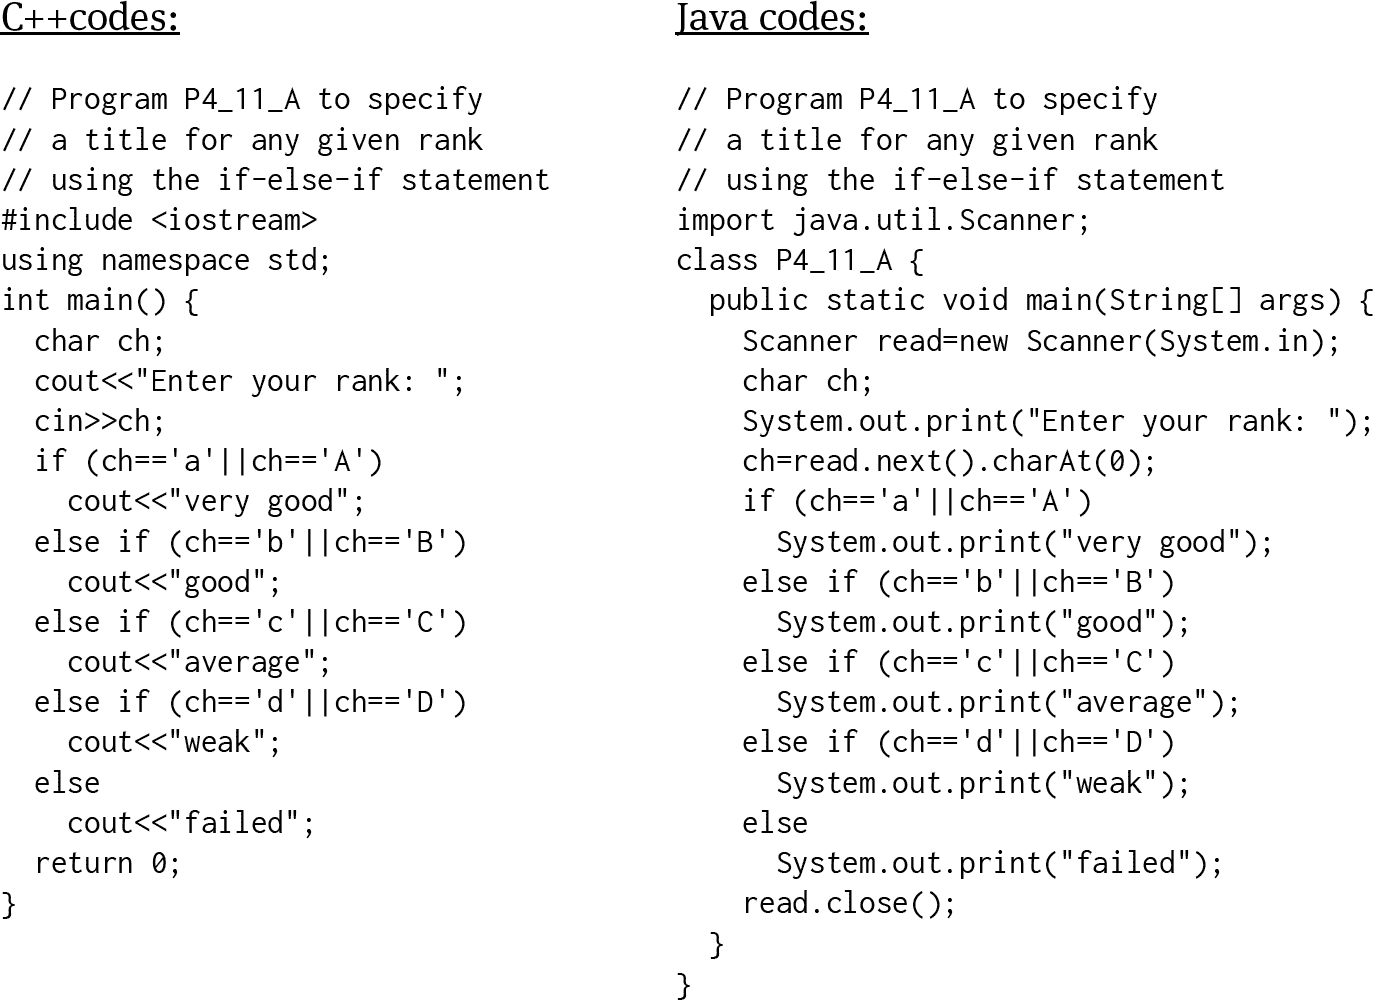 C++codes:
// Program P4_11_A to specify
// a title for any given rank
// using the if-else-if statement
#include <iostream>
using namespace std;
int main() {
  char ch;
  cout<<"Enter your rank: ";
  cin>>ch;
  if (ch=='a'||ch=='A')
    cout<<"very good";
  else if (ch=='b'||ch=='B')
    cout<<"good";
  else if (ch=='c'||ch=='C')
    cout<<"average";
  else if (ch=='d'||ch=='D')
    cout<<"weak";
  else
    cout<<"failed";
  return 0;
}
Java codes:
// Program P4_11_A to specify
// a title for any given rank
// using the if-else-if statement
import java.util.Scanner;
class P4_11_A {
  public static void main(String[] args) {
    Scanner read=new Scanner(System.in);
    char ch;
    System.out.print("Enter your rank: ");
    ch=read.next().charAt(0);
    if (ch=='a'||ch=='A')
      System.out.print("very good");
    else if (ch=='b'||ch=='B')
      System.out.print("good");
    else if (ch=='c'||ch=='C')
      System.out.print("average");
    else if (ch=='d'||ch=='D')
      System.out.print("weak");
    else
      System.out.print("failed");
    read.close();
  }
}